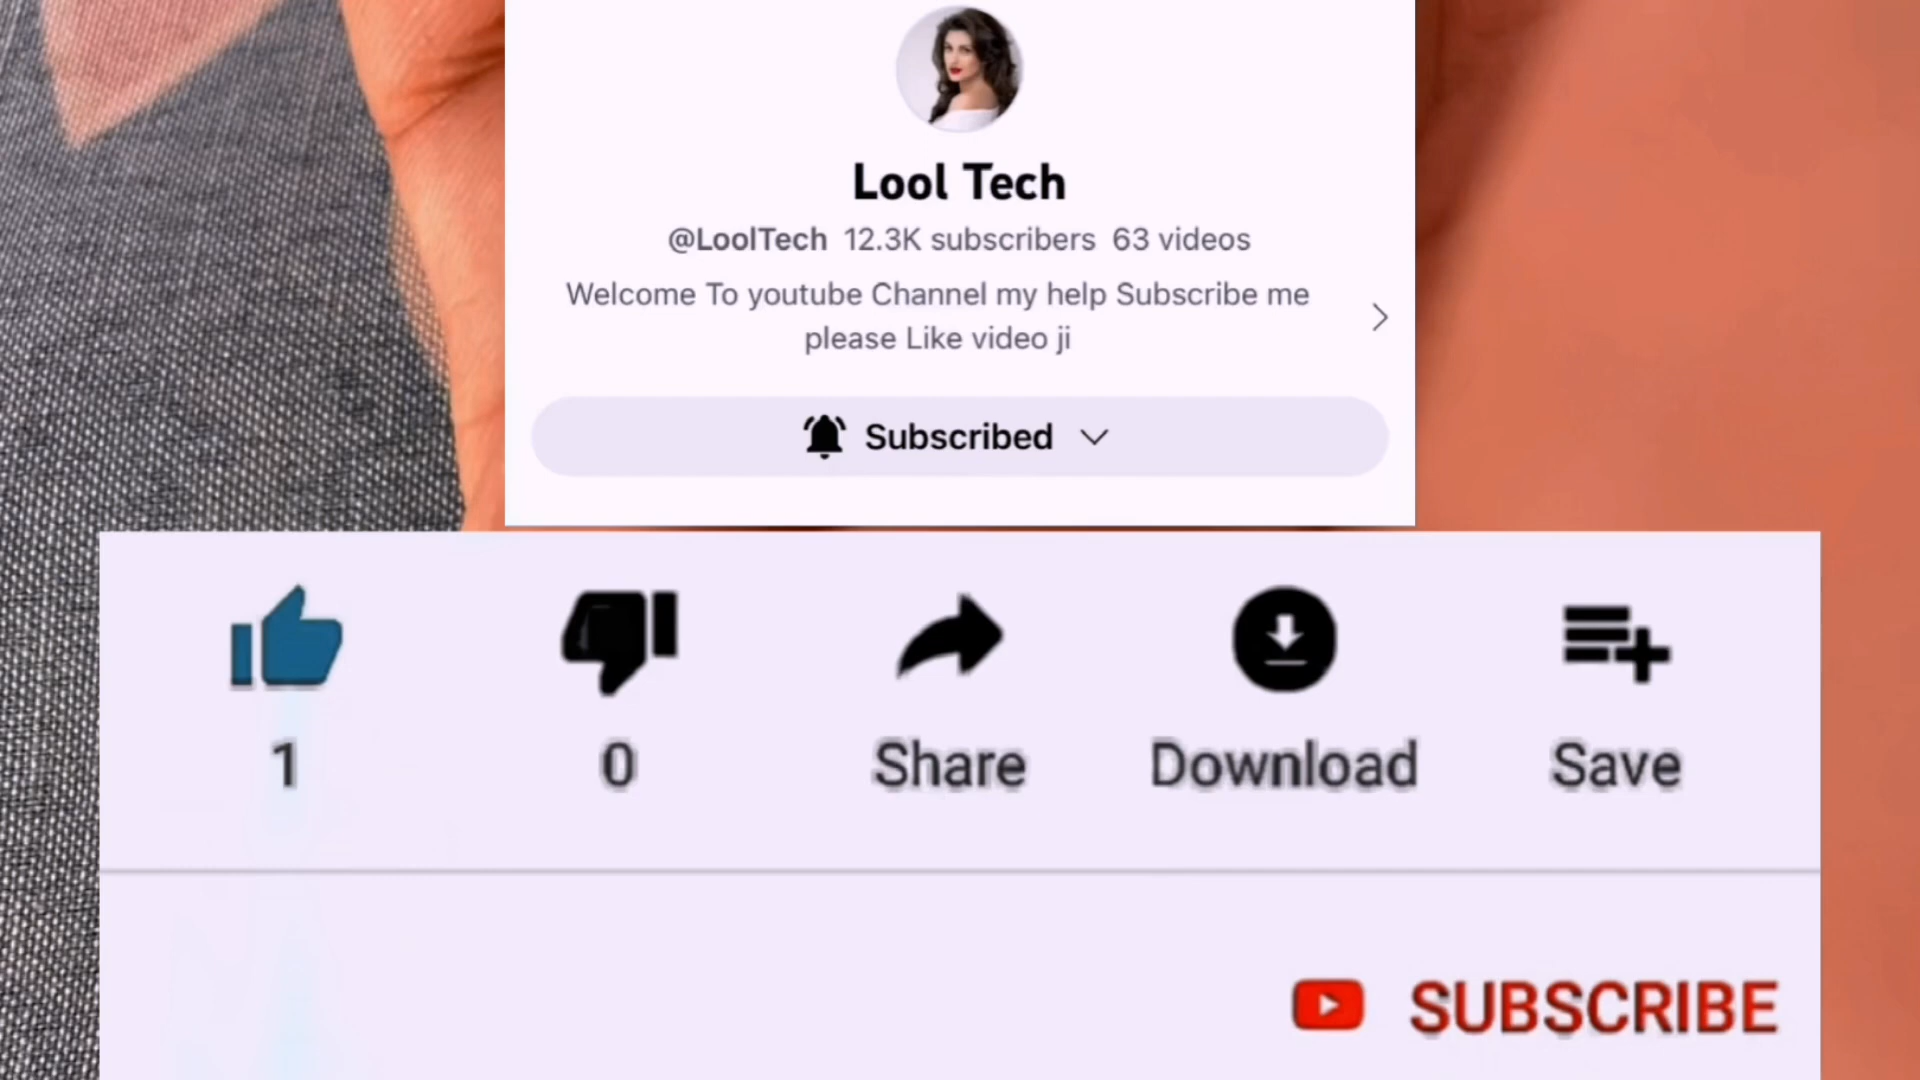 Lool Tech
@LoolTech 12.3K subscribers 63 videos
Welcome To youtube Channel my help Subscribe me
please Like video ji
Subscribed
1 0 Share Download Save
SUBSCRIBE